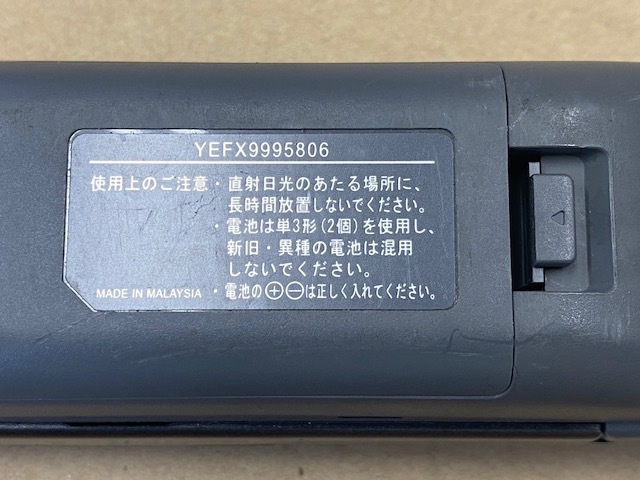 YEFX9995806
使用上のご注意・直射日光のあたる場所に、
長時間放置しないでください。
・電池は単3形(2個)を使用し、
新旧・異種の電池は混用
しないでください。
MADE IN MALAYSIA ・電池の⊕⊖は正しく入れてください。